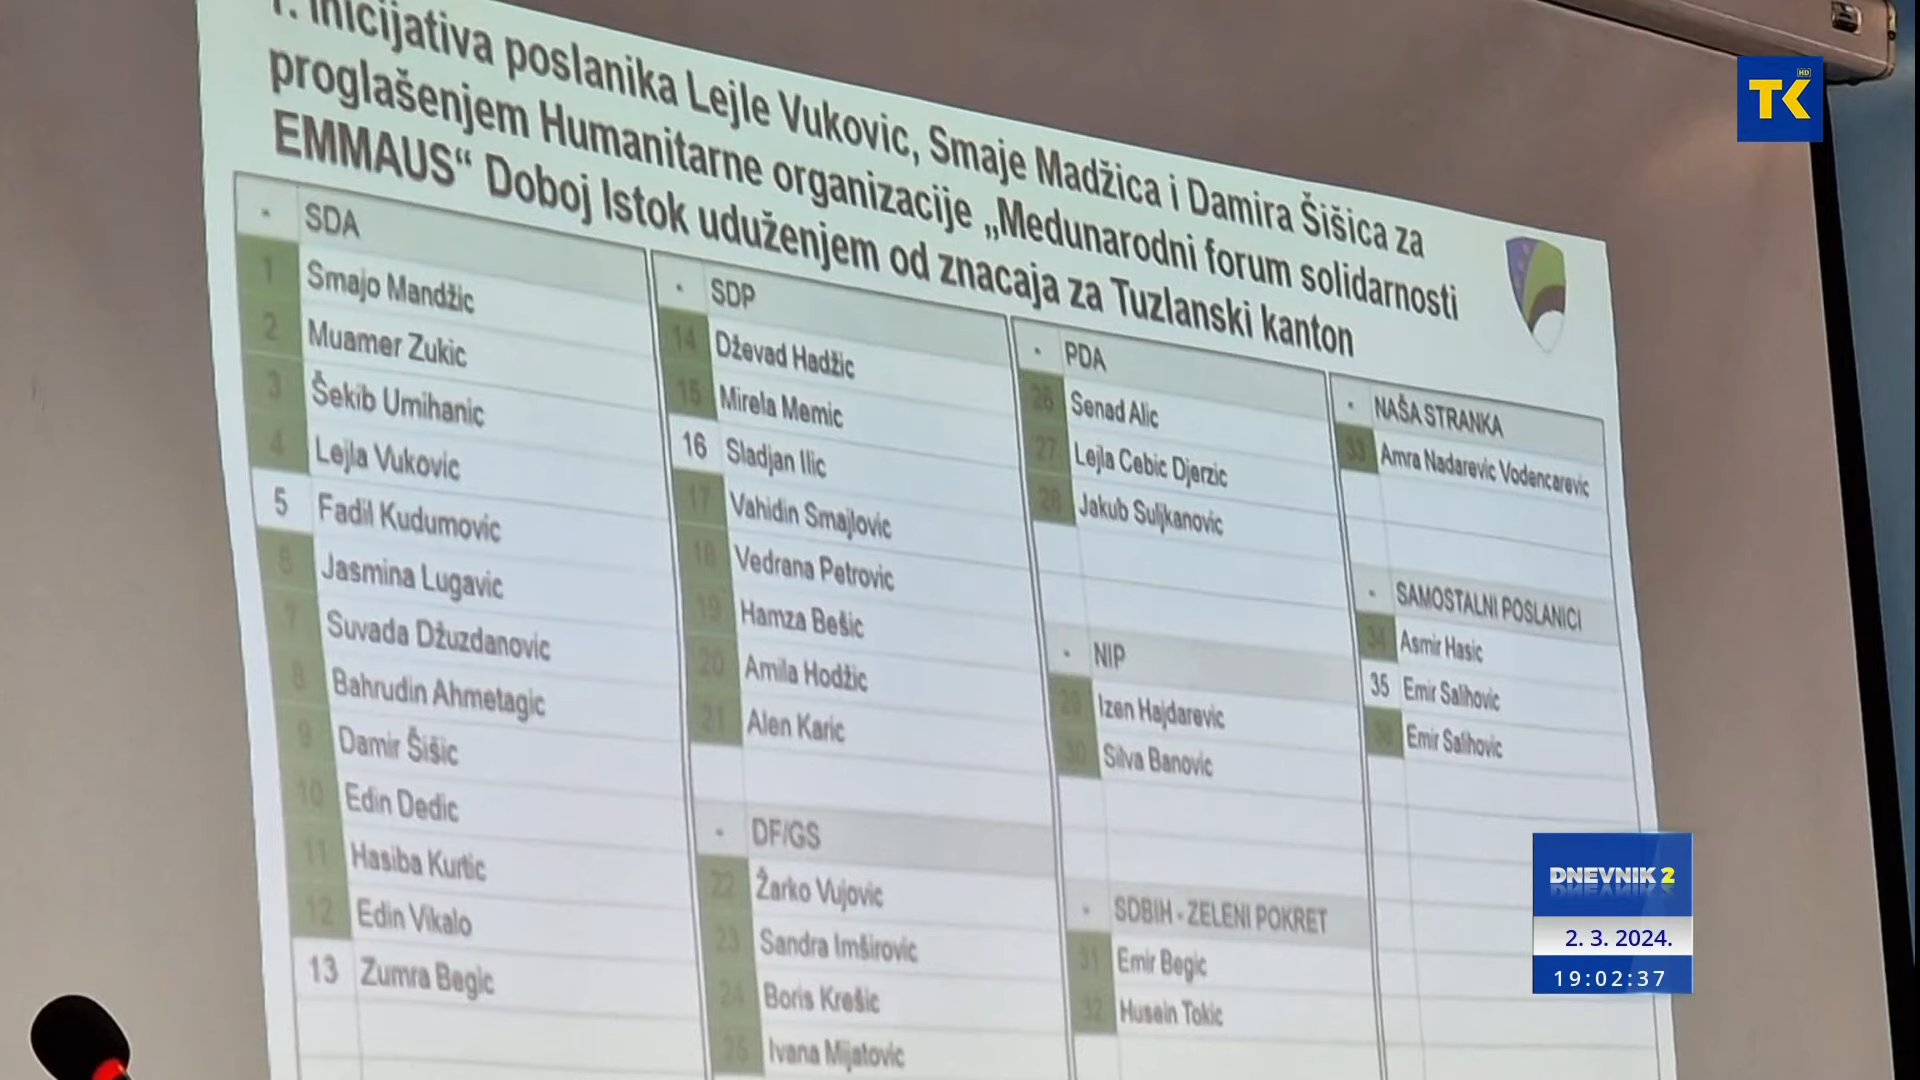 1. Inicijativa poslanika Lejle Vukovic, Smaje Madžica i Damira Šišica za
proglašenjem Humanitarne organizacije „Medunarodni forum solidarnosti
EMMAUS“ Doboj Istok uduženjem od znacaja za Tuzlanski kanton
- SDA
1 Smajo Mandžic
2 Muamer Zukic
3 Šekib Umihanic
4 Lejla Vukovic
5 Fadil Kudumovic
6 Jasmina Lugavic
7 Suvada Džuzdanovic
8 Bahrudin Ahmetagic
9 Damir Šišic
10 Edin Dedic
11 Hasiba Kurtic
12 Edin Vikalo
13 Zumra Begic
- SDP
14 Dževad Hadžic
15 Mirela Memic
16 Sladjan Ilic
17 Vahidin Smajlovic
18 Vedrana Petrovic
19 Hamza Bešic
20 Amila Hodžic
21 Alen Karic
- DF/GS
22 Žarko Vujovic
23 Sandra Imširovic
24 Boris Krešic
25 Ivana Mijatovic
- PDA
26 Senad Alic
27 Lejla Cebic Djerzic
28 Jakub Suljkanovic
- NIP
29 Izen Hajdarevic
30 Silva Banovic
- SDBIH - ZELENI POKRET
31 Emir Begic
32 Husein Tokic
- NAŠA STRANKA
33 Amra Nadarevic Vodencarevic
- SAMOSTALNI POSLANICI
34 Asmir Hasic
35 Emir Salihovic
Emir Salihovic
TK HD
DNEVNIK 2
2. 3. 2024.
19:02:37